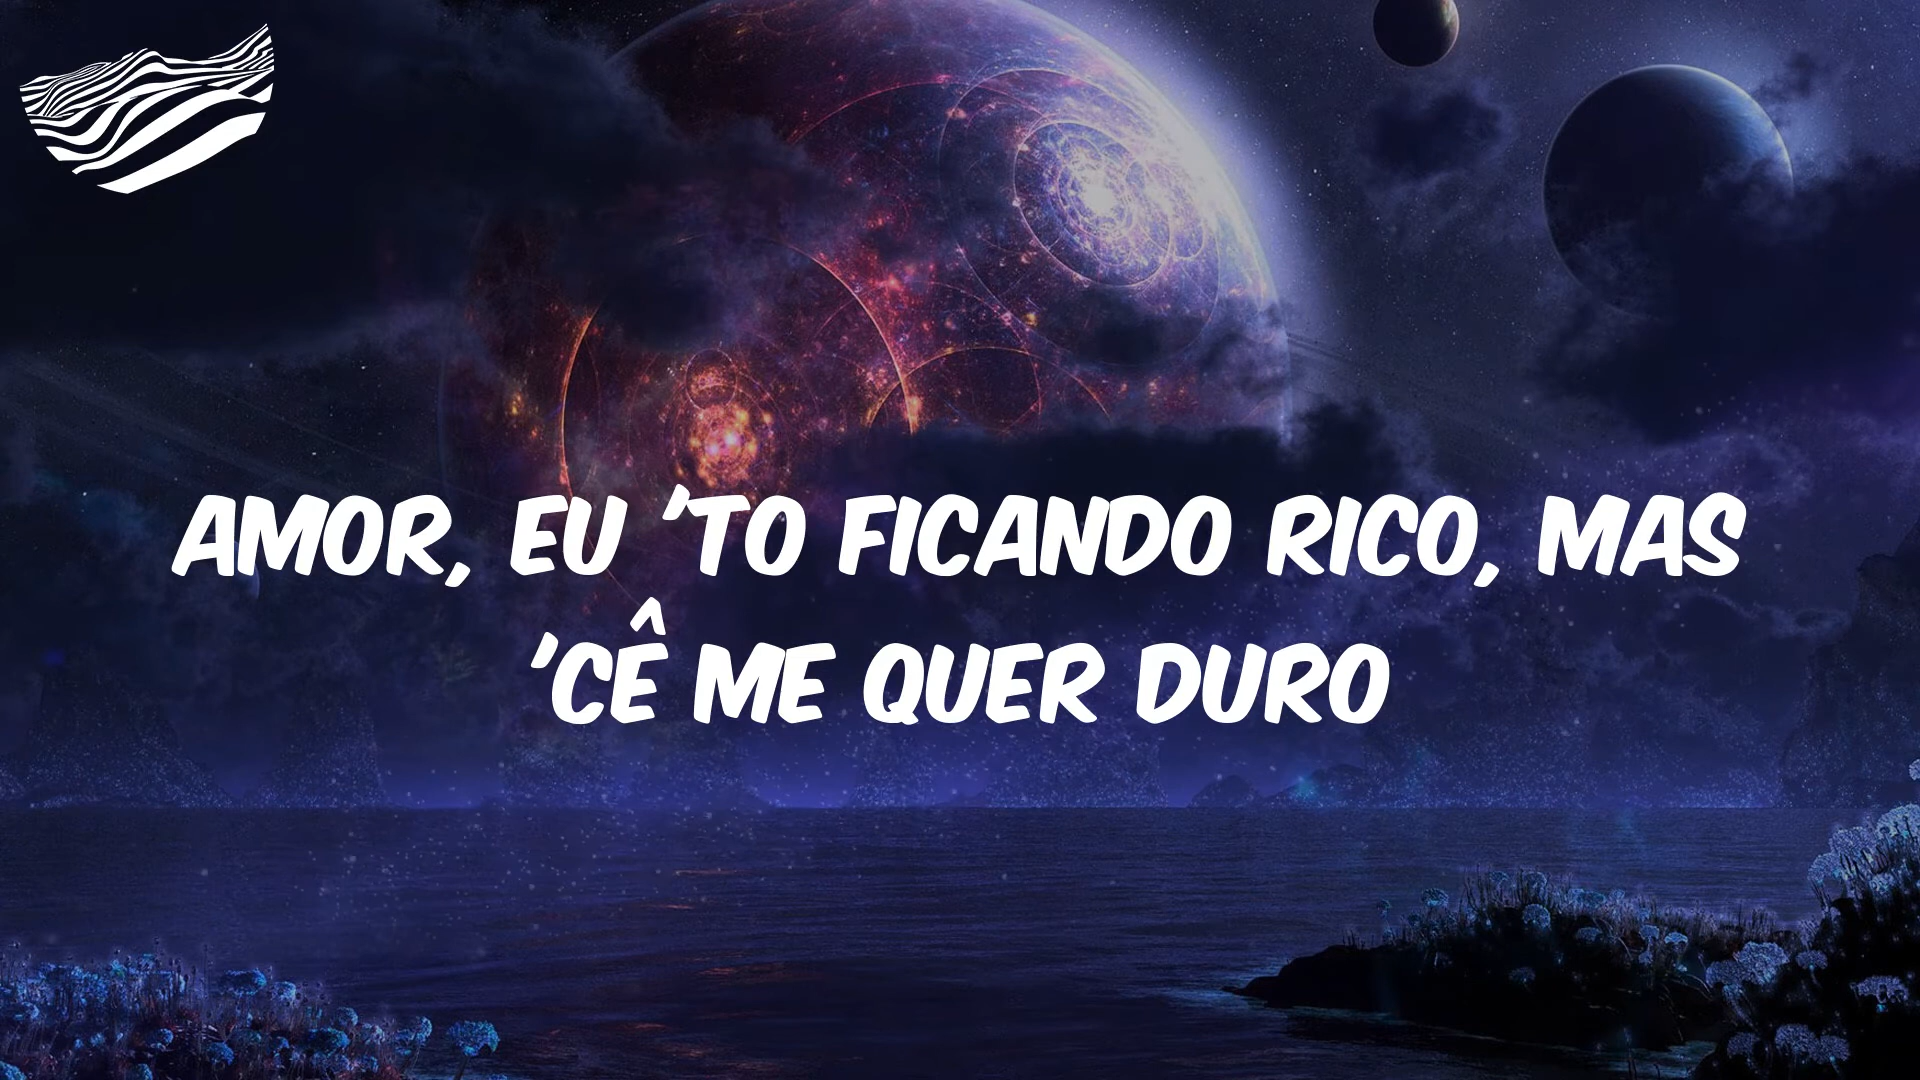 AMOR, EU 'TO FICANDO RICO, MAS
'CÊ ME QUER DURO